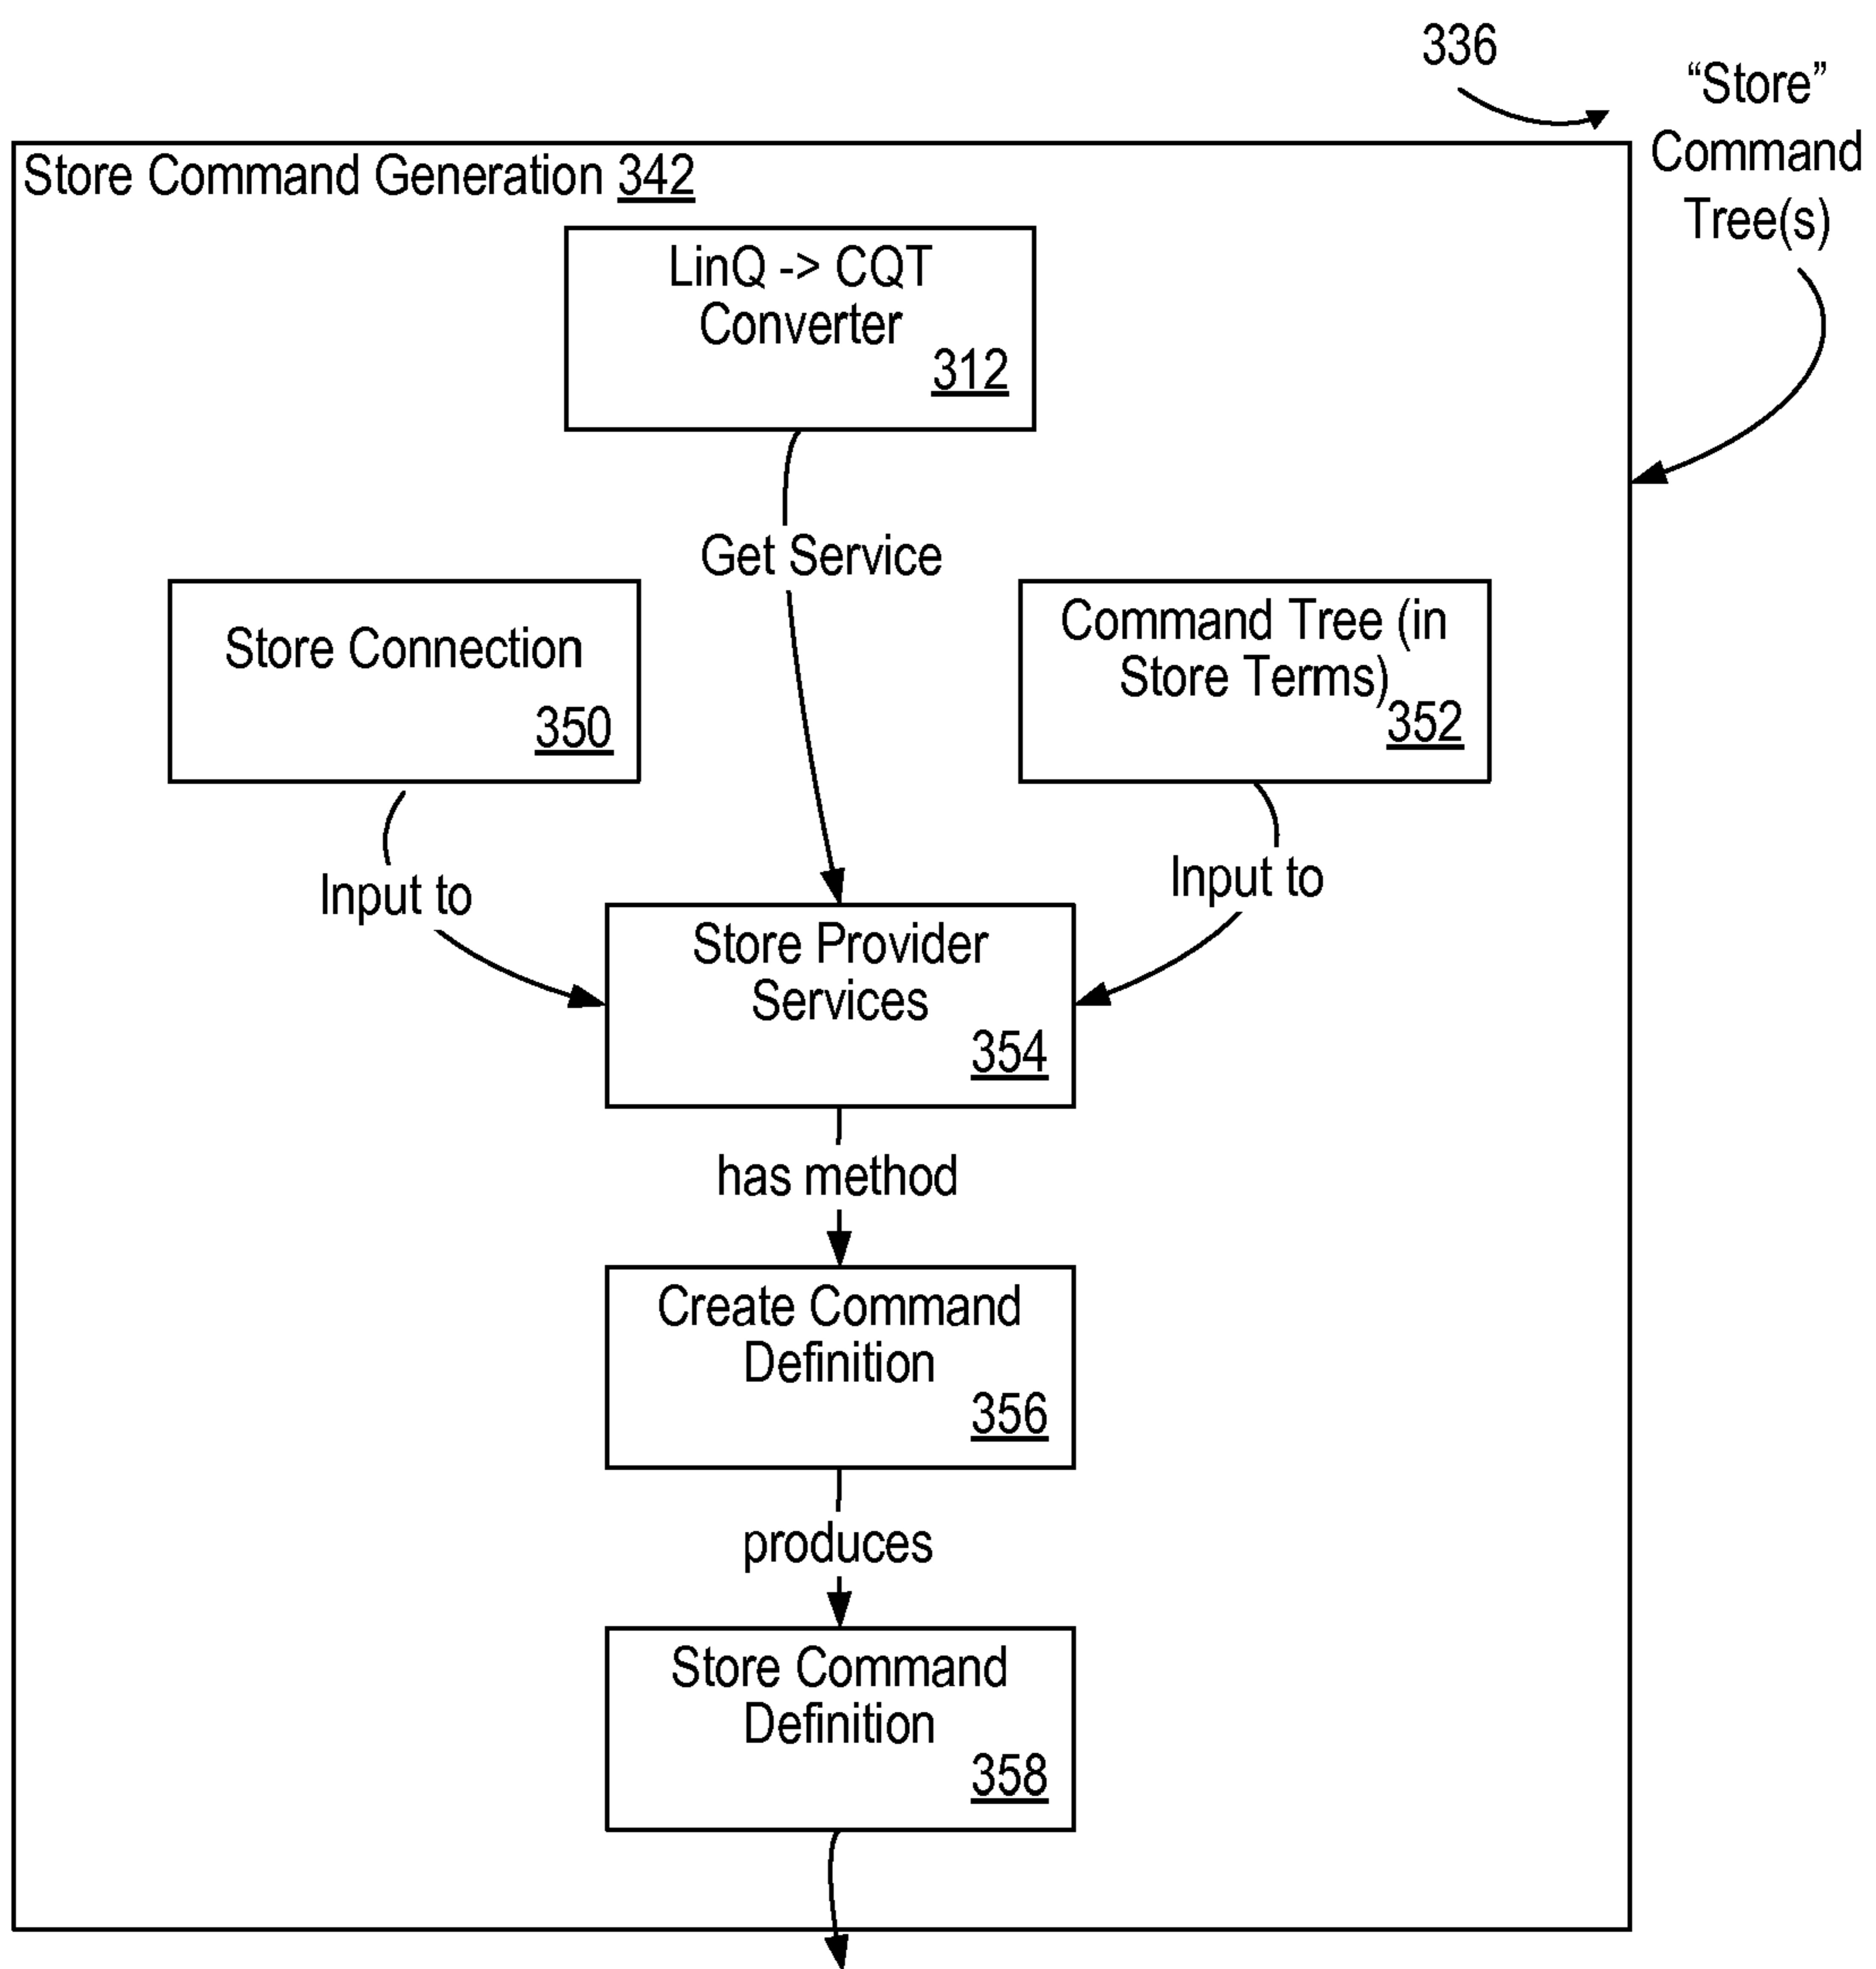 336
“Store”
Command
Tree(s)
Store Command Generation 342
LinQ -> CQT
Converter
312
Get Service
Store Connection
350
Command Tree (in
Store Terms)
352
Input to
Input to
Store Provider
Services
354
has method
Create Command
Definition
356
produces
Store Command
Definition
358